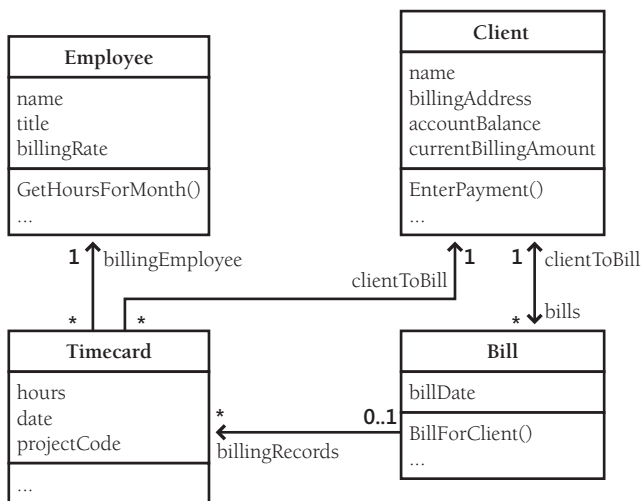 Employee
name
title
billingRate
GetHoursForMonth()
...
Client
name
billingAddress
accountBalance
currentBillingAmount
EnterPayment()
...
1
billingEmployee
*
1
clientToBill
*
1
clientToBill
*
bills
Timecard
hours
date
projectCode
...
*
0..1
billingRecords
Bill
billDate
BillForClient()
...